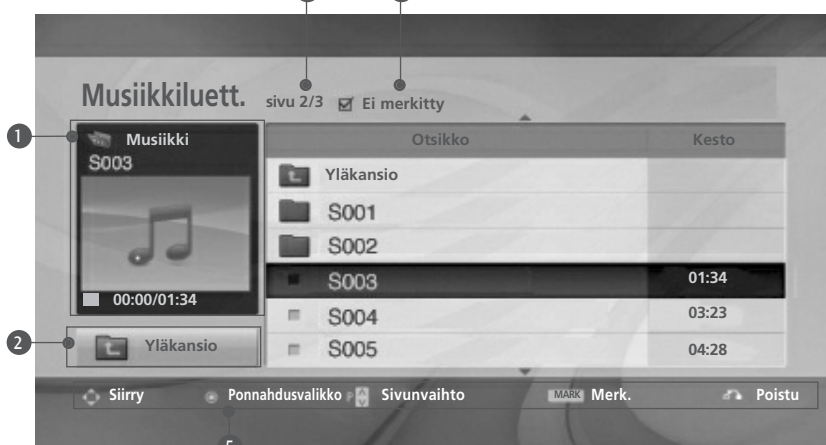 Musiikkiluett. sivu 2/3 Ei merkitty
1 Musiikki
S003
00:00/01:34
2 Yläkansio
Otsikko Kesto
Yläkansio
S001
S002
S003 01:34
S004 03:23
S005 04:28
Siirry Ponnahdusvalikko P Sivunvaihto MARK Merk. Poistu
5